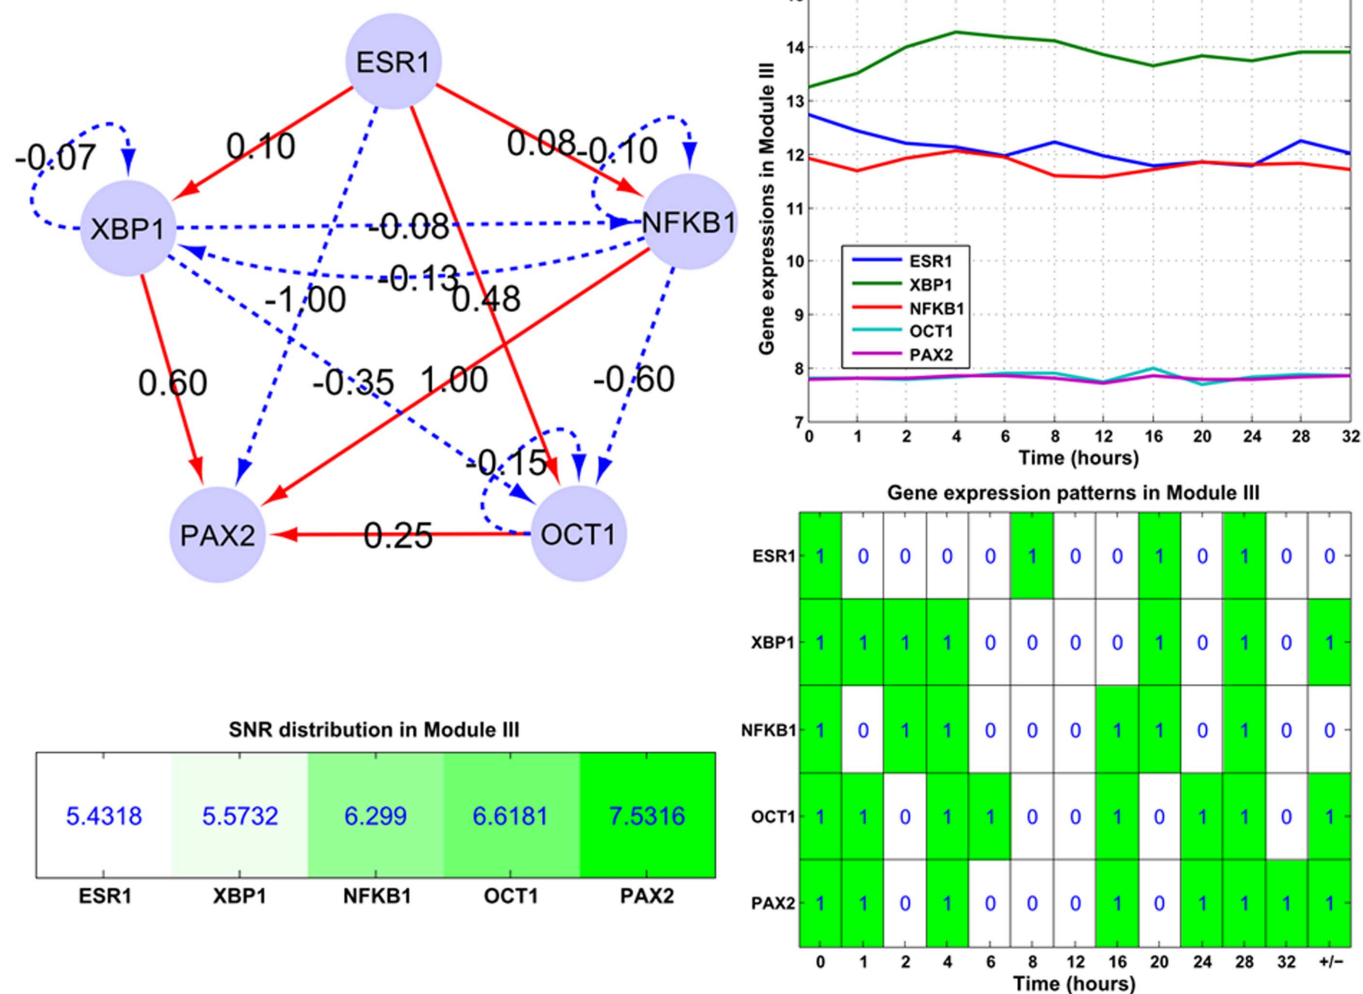 ESR1
XBP1
NFKB1
PAX2
OCT1
-0.07
0.10
0.08
-0.10
-0.08
-0.13
-1.00
0.48
0.60
-0.35
1.00
-0.60
-0.15
0.25
Gene expressions in Module III
14
13
12
11
10
9
8
7
0 1 2 4 6 8 12 16 20 24 28 32
Time (hours)
ESR1
XBP1
NFKB1
OCT1
PAX2
SNR distribution in Module III
5.4318 5.5732 6.299 6.6181 7.5316
ESR1 XBP1 NFKB1 OCT1 PAX2
Gene expression patterns in Module III
ESR1 1 0 0 0 0 1 0 0 1 0 1 0 0
XBP1 1 1 1 1 0 0 0 0 1 0 1 0 1
NFKB1 1 0 1 1 0 0 0 1 1 0 1 0 0
OCT1 1 1 0 1 1 0 0 1 0 1 1 0 1
PAX2 1 1 0 1 0 0 0 1 0 1 1 1 1
0 1 2 4 6 8 12 16 20 24 28 32 +/−
Time (hours)